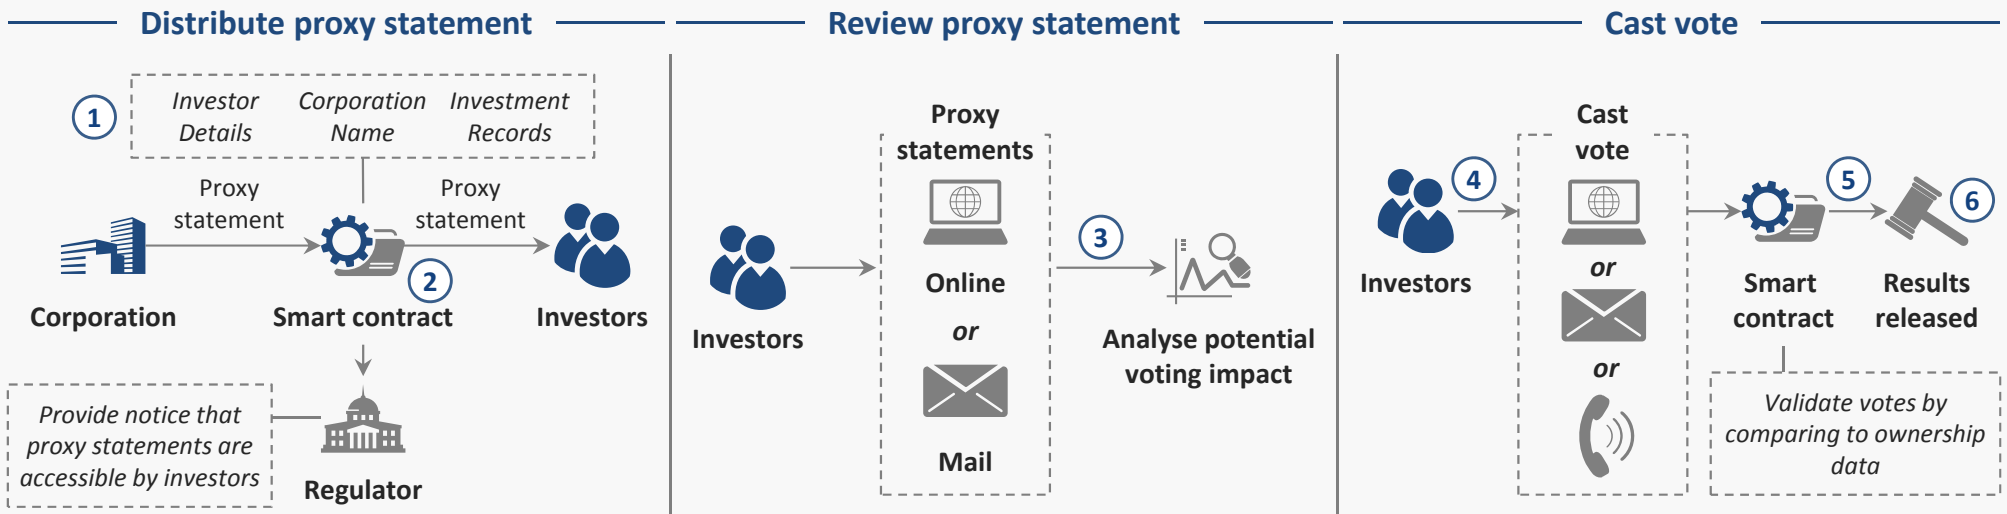 Distribute proxy statement
1
Investor
Details
Corporation
Name
Investment
Records
Proxy
statement
Proxy
statement
2
Corporation
Smart contract
Investors
Provide notice that
proxy statements are
accessible by investors
Regulator
Review proxy statement
Proxy
statements
Investors
Online
or
Mail
3
Analyse potential
voting impact
Cast vote
Investors
4
Cast
vote
or
or
Smart
contract
5
6
Results
released
Validate votes by
comparing to ownership
data